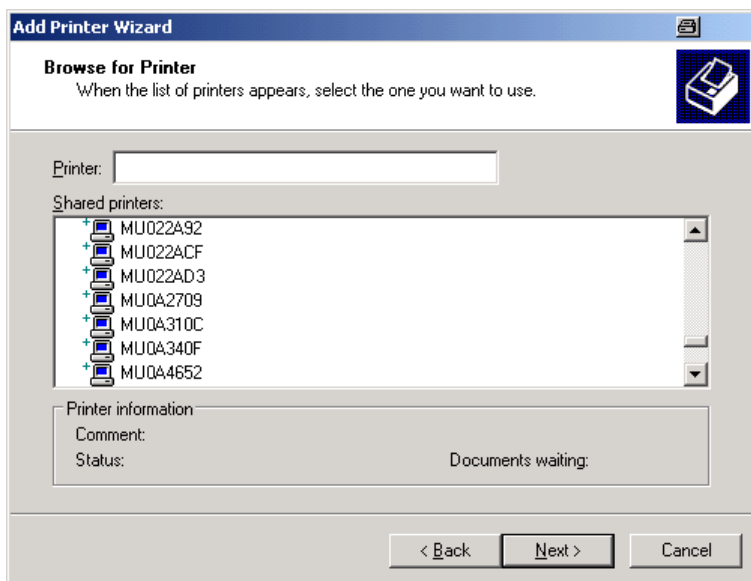 Add Printer Wizard
Browse for Printer
When the list of printers appears, select the one you want to use.
Printer:
Shared printers:
MU022A92
MU022ACF
MU022AD3
MU0A2709
MU0A310C
MU0A340F
MU0A4652
Printer information
Comment:
Status: Documents waiting:
< Back Next > Cancel